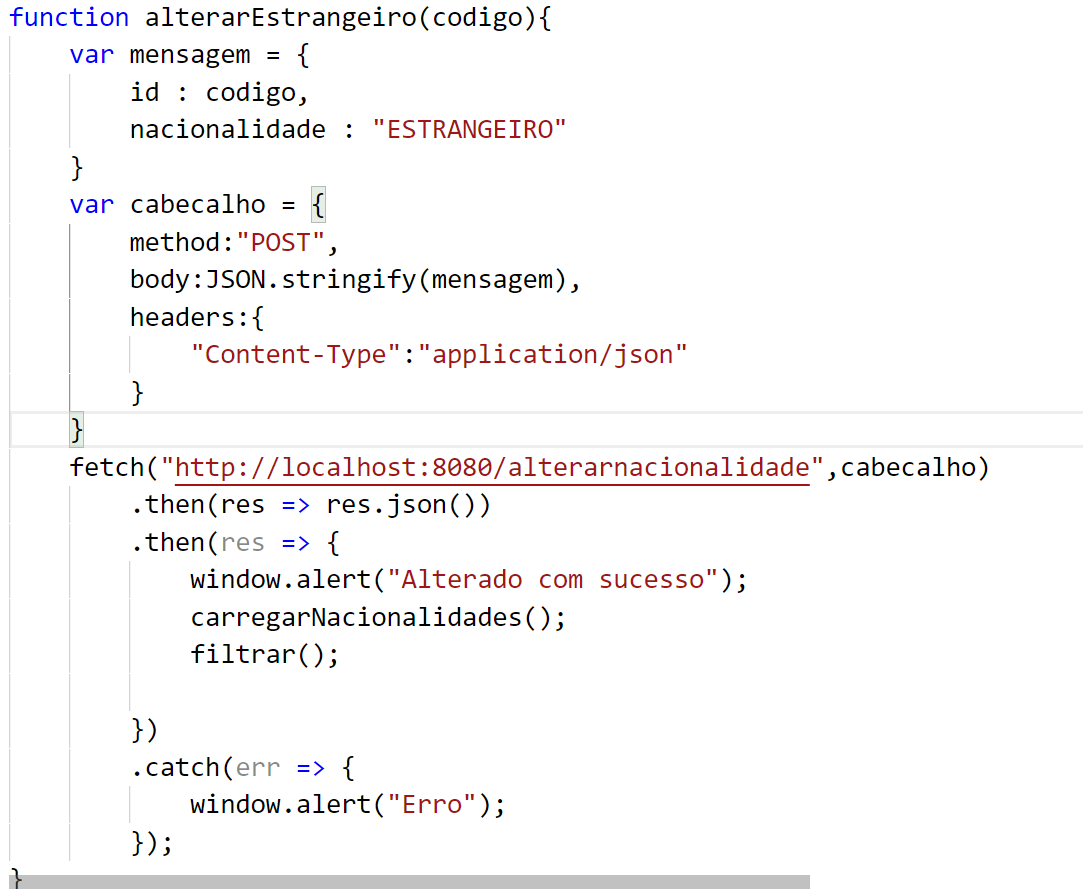 function alterarEstrangeiro(codigo){
    var mensagem = {
        id : codigo,
        nacionalidade : "ESTRANGEIRO"
    }
    var cabecalho = {
        method:"POST",
        body:JSON.stringify(mensagem),
        headers:{
            "Content-Type":"application/json"
        }
    }
    fetch("http://localhost:8080/alterarnacionalidade",cabecalho)
        .then(res => res.json())
        .then(res => {
            window.alert("Alterado com sucesso");
            carregarNacionalidades();
            filtrar();

        })
        .catch(err => {
            window.alert("Erro");
        });
}